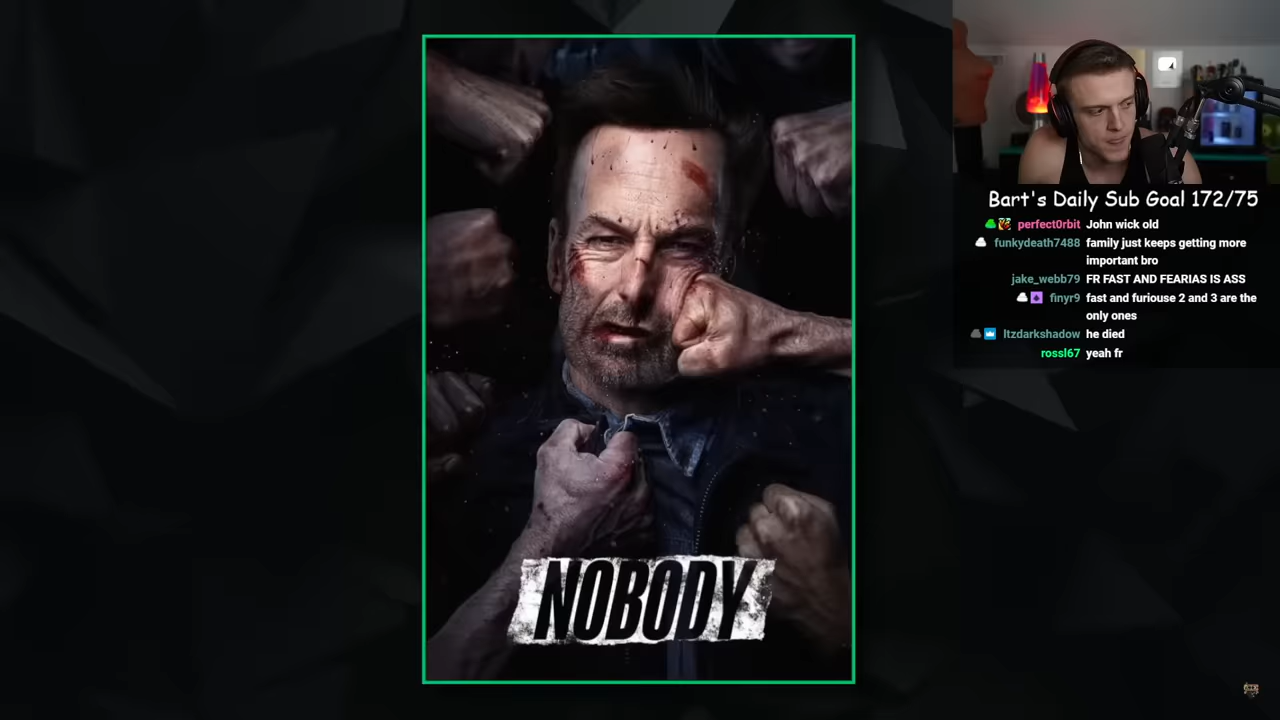 NOBODY
Bart's Daily Sub Goal 172/75
perfect0rbit John wick old
funkydeath7488 family just keeps getting more
important bro
jake_webb79 FR FAST AND FEARIAS IS ASS
finyr9 fast and furiouse 2 and 3 are the
only ones
ltzdarkshadow he died
rossl67 yeah fr